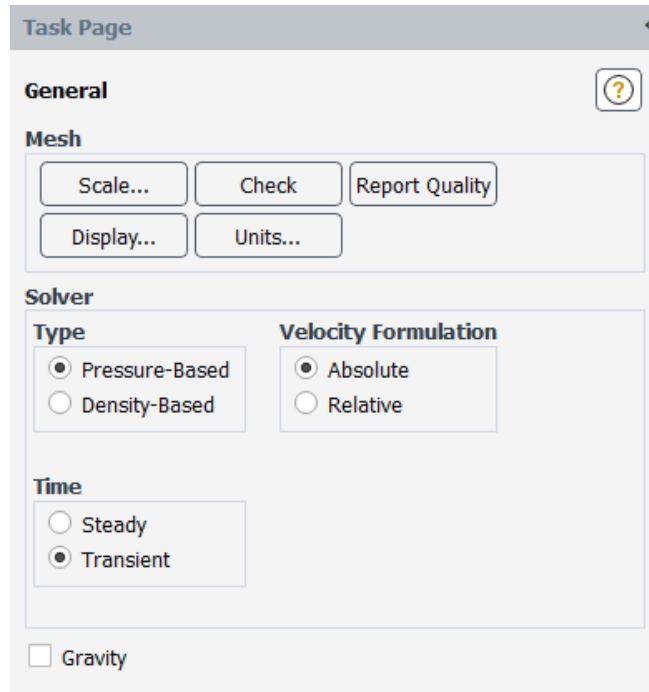 Task Page
General
?
Mesh
Scale...
Check
Report Quality
Display...
Units...
Solver
Type
Velocity Formulation
Pressure-Based
Absolute
Density-Based
Relative
Time
Steady
Transient
Gravity